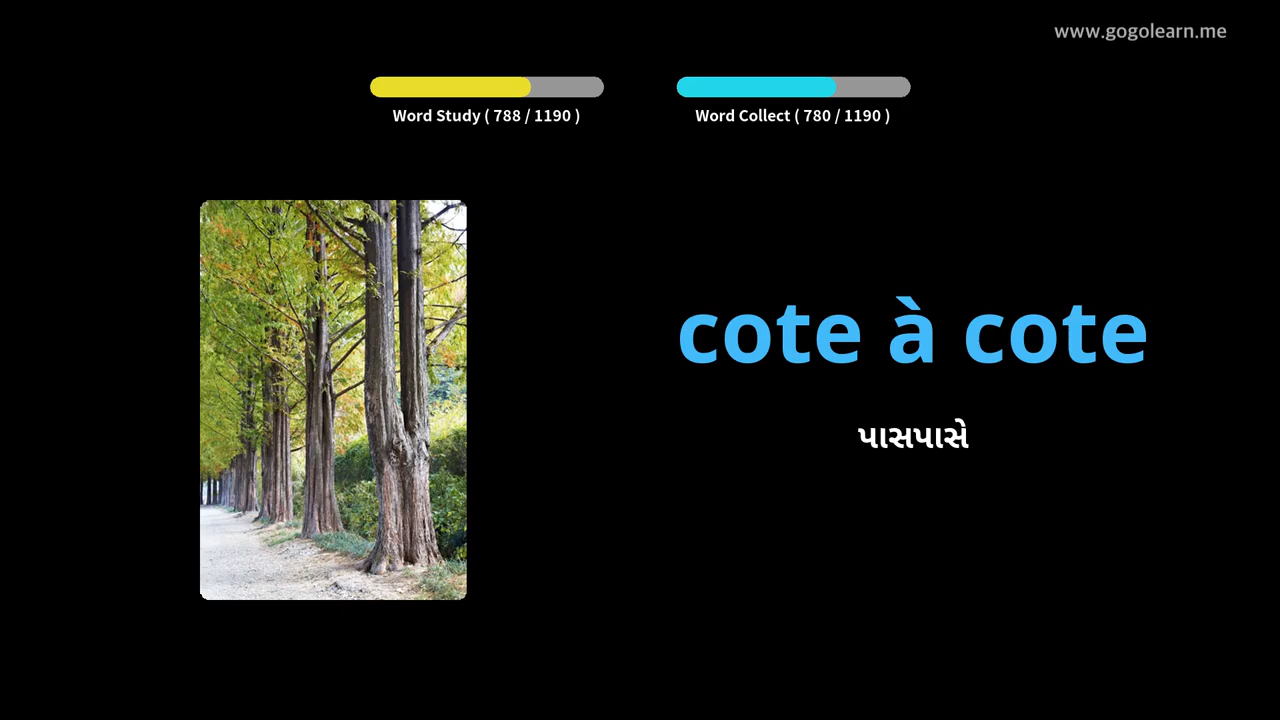 www.gogolearn.me
Word Study ( 788 / 1190 )
Word Collect ( 780 / 1190 )
cote à cote
પાસપાસે